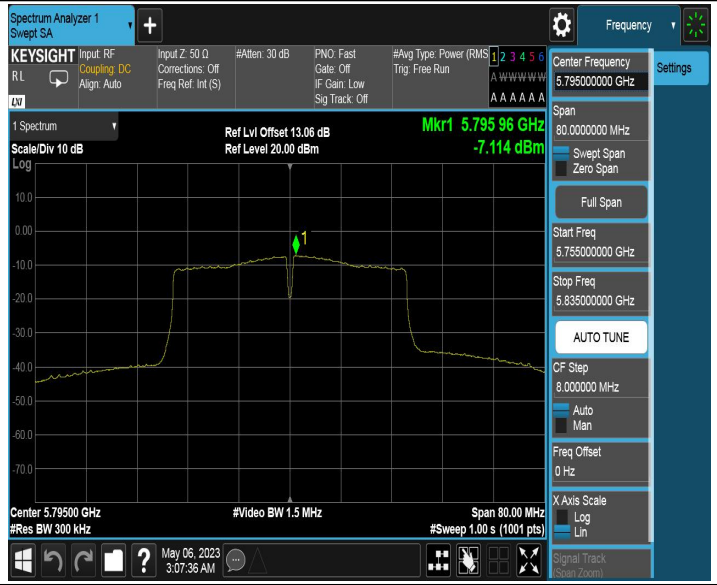 Spectrum Analyzer 1
Swept SA
+
Frequency
KEYSIGHT
RL
LXI
Input: RF
Coupling: DC
Align: Auto
Input Z: 50 Ω
Corrections: Off
Freq Ref: Int (S)
#Atten: 30 dB
PNO: Fast
Gate: Off
IF Gain: Low
Sig Track: Off
#Avg Type: Power (RMS
Trig: Free Run
1 2 3 4 5 6
A W W W W W
A A A A A A
Center Frequency
5.795000000 GHz
Settings
Span
80.0000000 MHz
Swept Span
Zero Span
Full Span
Start Freq
5.755000000 GHz
Stop Freq
5.835000000 GHz
AUTO TUNE
CF Step
8.000000 MHz
Auto
Man
Freq Offset
0 Hz
X Axis Scale
Log
Lin
Signal Track
(Span Zoom)
1 Spectrum
Scale/Div 10 dB
Log
Ref Lvl Offset 13.06 dB
Ref Level 20.00 dBm
Mkr1 5.795 96 GHz
-7.114 dBm
1
10.0
0.00
-10.0
-20.0
-30.0
-40.0
-50.0
-60.0
-70.0
Center 5.79500 GHz
#Res BW 300 kHz
#Video BW 1.5 MHz
Span 80.00 MHz
#Sweep 1.00 s (1001 pts)
?
May 06, 2023
3:07:36 AM